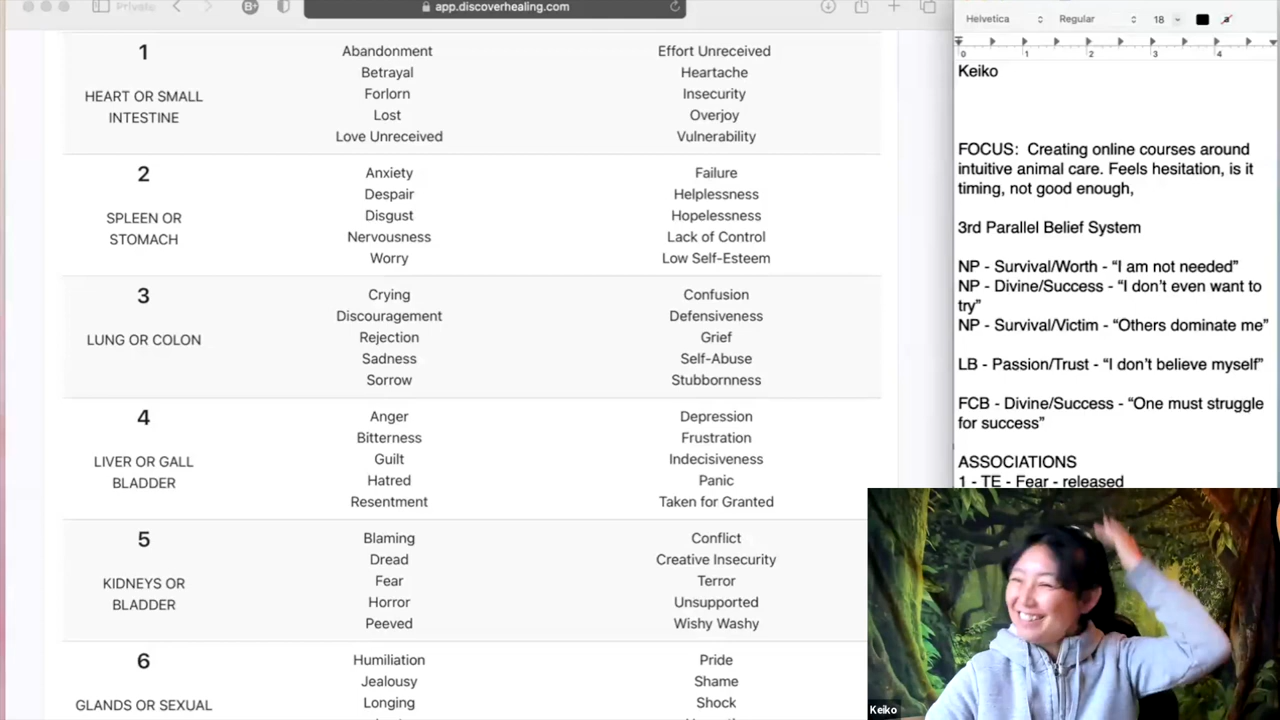 Private
app.discoverhealing.com
Helvetica
Regular
18
0 1 2 3 4
1
HEART OR SMALL
INTESTINE
Abandonment
Betrayal
Forlorn
Lost
Love Unreceived
Effort Unreceived
Heartache
Insecurity
Overjoy
Vulnerability
2
SPLEEN OR
STOMACH
Anxiety
Despair
Disgust
Nervousness
Worry
Failure
Helplessness
Hopelessness
Lack of Control
Low Self-Esteem
3
LUNG OR COLON
Crying
Discouragement
Rejection
Sadness
Sorrow
Confusion
Defensiveness
Grief
Self-Abuse
Stubbornness
4
LIVER OR GALL
BLADDER
Anger
Bitterness
Guilt
Hatred
Resentment
Depression
Frustration
Indecisiveness
Panic
Taken for Granted
5
KIDNEYS OR
BLADDER
Blaming
Dread
Fear
Horror
Peeved
Conflict
Creative Insecurity
Terror
Unsupported
Wishy Washy
6
GLANDS OR SEXUAL
Humiliation
Jealousy
Longing
Pride
Shame
Shock
Keiko
FOCUS: Creating online courses around
intuitive animal care. Feels hesitation, is it
timing, not good enough,
3rd Parallel Belief System
NP - Survival/Worth - “I am not needed”
NP - Divine/Success - “I don’t even want to
try”
NP - Survival/Victim - “Others dominate me”
LB - Passion/Trust - “I don’t believe myself”
FCB - Divine/Success - “One must struggle
for success”
ASSOCIATIONS
1 - TE - Fear - released
Keiko